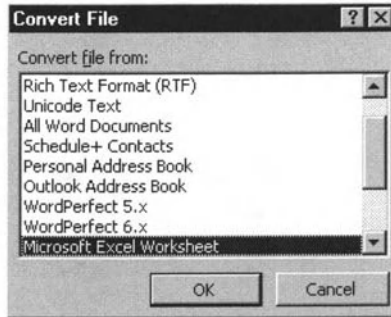 Convert File
Convert file from:
Rich Text Format (RTF)
Unicode Text
All Word Documents
Schedule+ Contacts
Personal Address Book
Outlook Address Book
WordPerfect 5.x
WordPerfect 6.x
Microsoft Excel Worksheet
OK Cancel